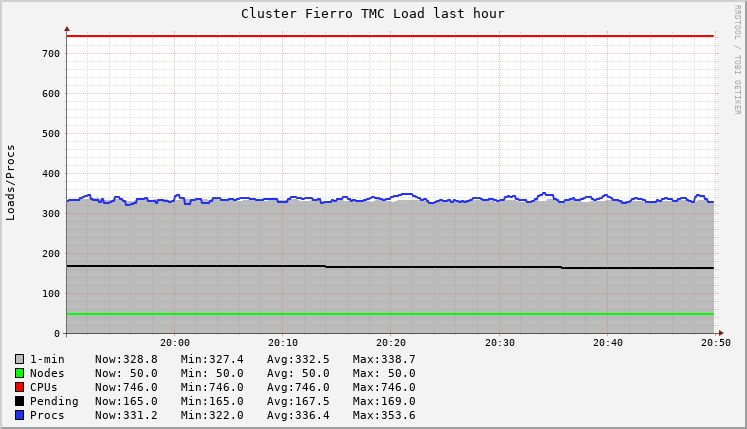 Cluster Fierro TMC Load last hour
RRDTOOL / TOBI OETIKER
Loads/Procs
700
600
500
400
300
200
100
0
20:00 20:10 20:20 20:30 20:40 20:50
1-min Now:328.8 Min:327.4 Avg:332.5 Max:338.7
Nodes Now: 50.0 Min: 50.0 Avg: 50.0 Max: 50.0
CPUs Now:746.0 Min:746.0 Avg:746.0 Max:746.0
Pending Now:165.0 Min:165.0 Avg:167.5 Max:169.0
Procs Now:331.2 Min:322.0 Avg:336.4 Max:353.6